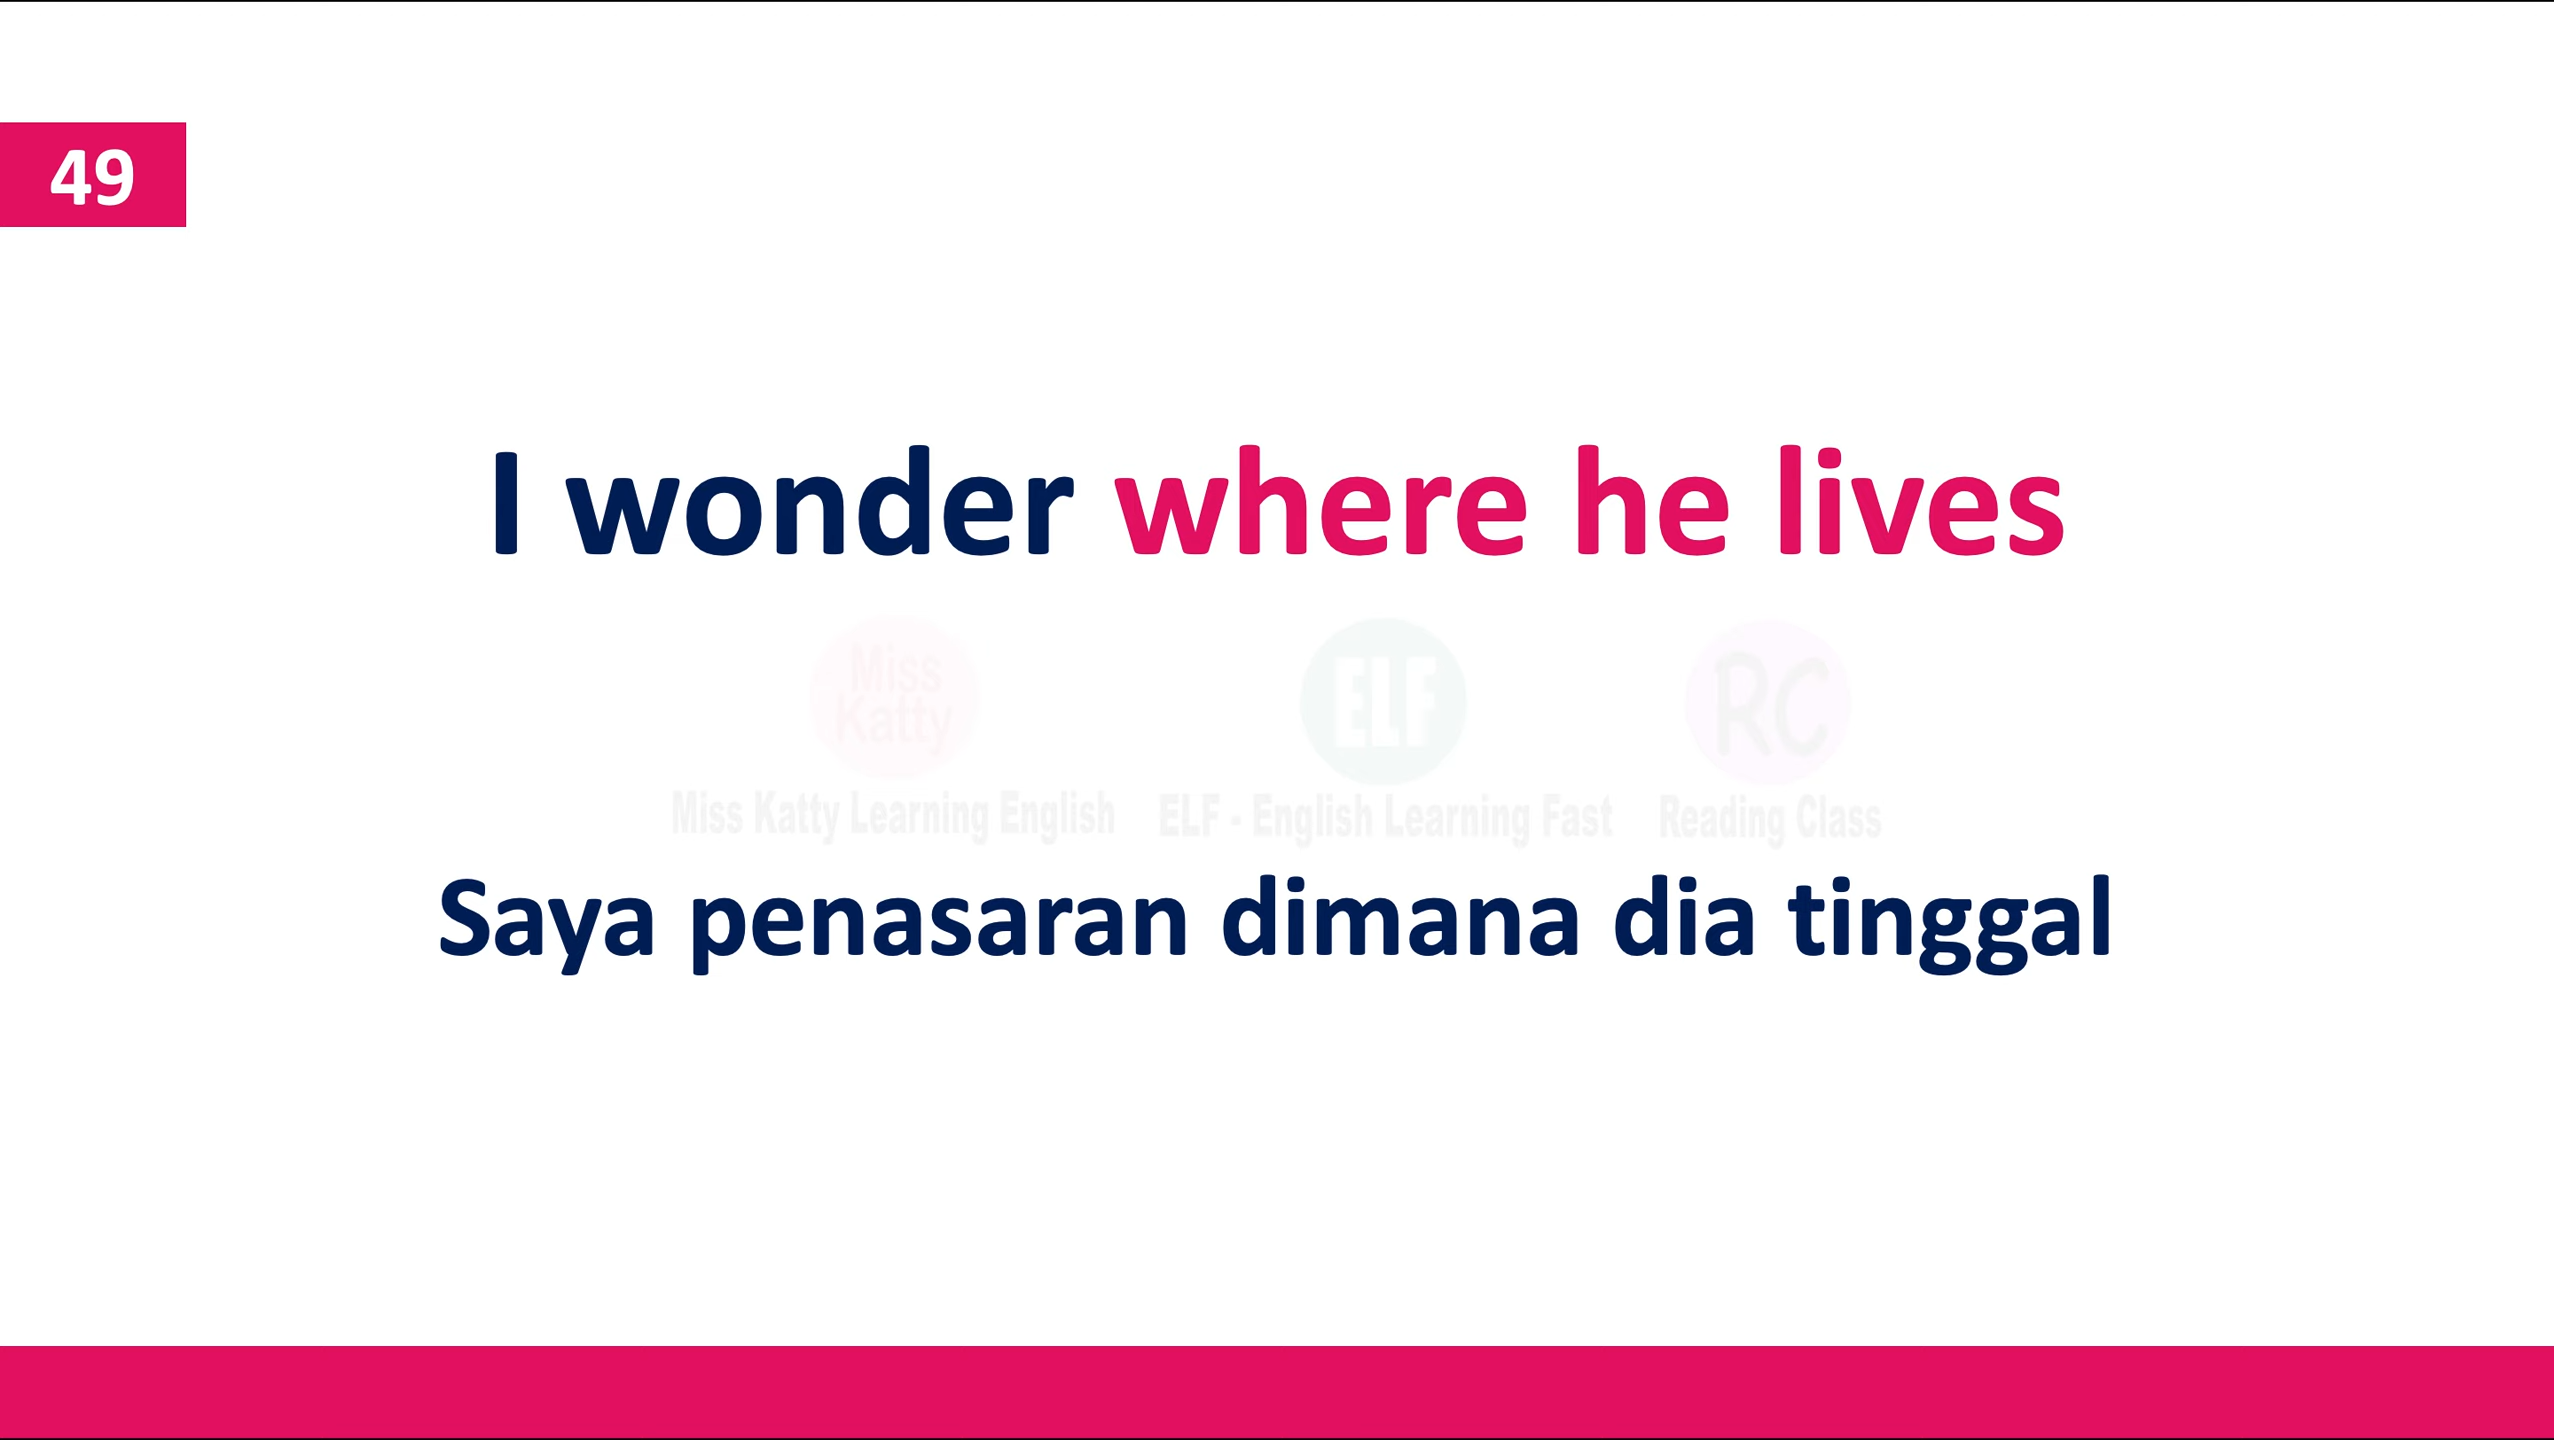 49
I wonder where he lives
Miss
Katty
ELF
RC
Miss Katty Learning English
ELF - English Learning Fast
Reading Class
Saya penasaran dimana dia tinggal